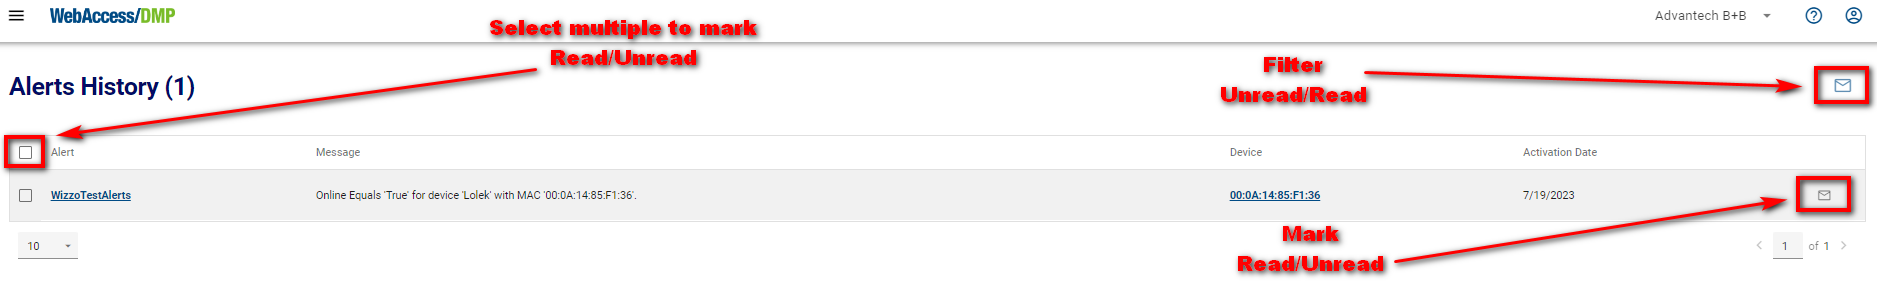 WebAccess/DMP
Advantech B+B
Select multiple to mark
Read/Unread
Alerts History (1)
Filter
Unread/Read
Alert Message Device Activation Date
WizzoTestAlerts Online Equals 'True' for device 'Lolek' with MAC '00:0A:14:85:F1:36'. 00:0A:14:85:F1:36 7/19/2023
Mark
Read/Unread
10
1 of 1